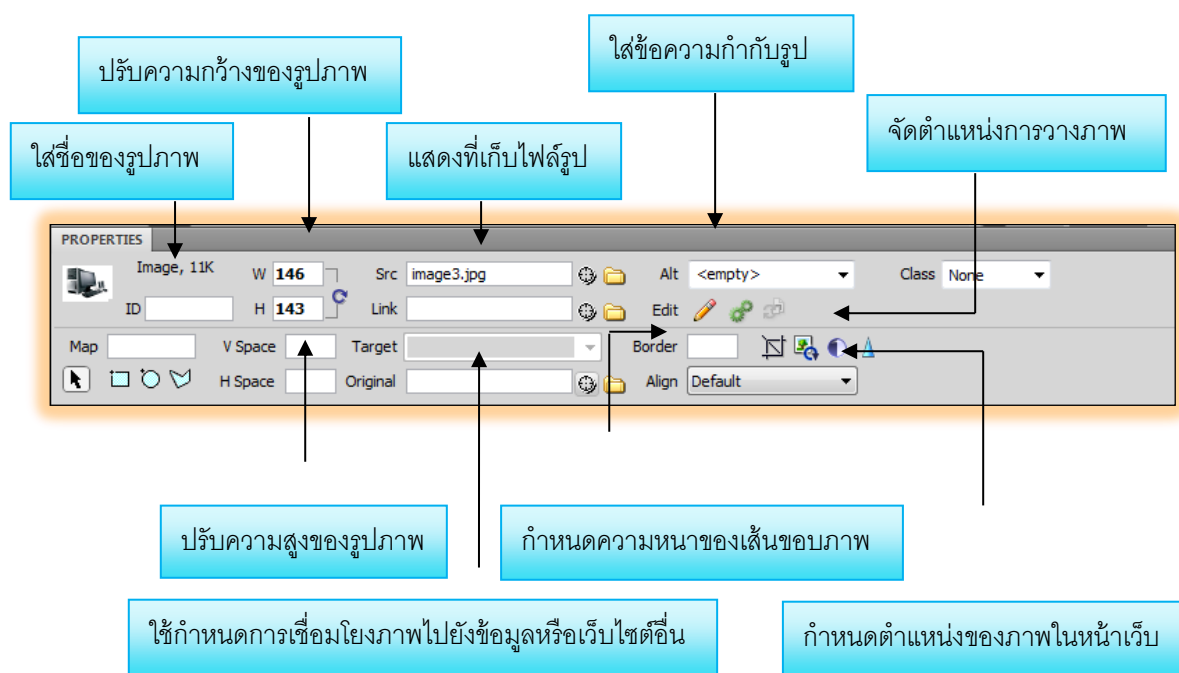 ใส่ข้อความกำกับรูป
ปรับความกว้างของรูปภาพ
จัดตำแหน่งการวางภาพ
ใส่ชื่อของรูปภาพ
แสดงที่เก็บไฟล์รูป
PROPERTIES
Image, 11K W 146 Src image3.jpg Alt <empty> Class None
ID H 143 Link Edit
Map V Space Target Border
H Space Original Align Default
ปรับความสูงของรูปภาพ
กำหนดความหนาของเส้นขอบภาพ
ใช้กำหนดการเชื่อมโยงภาพไปยังข้อมูลหรือเว็บไซต์อื่น
กำหนดตำแหน่งของภาพในหน้าเว็บ